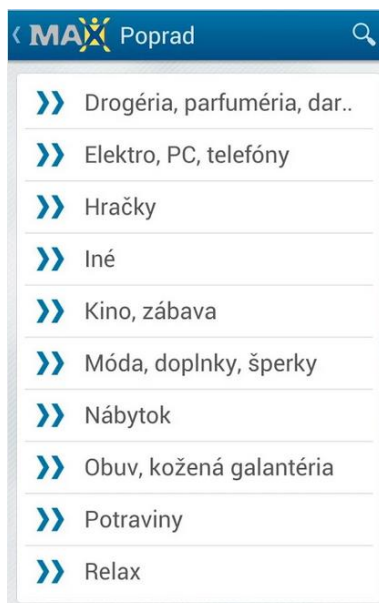 MAX Poprad
Drogéria, parfuméria, dar..
Elektro, PC, telefóny
Hračky
Iné
Kino, zábava
Móda, doplnky, šperky
Nábytok
Obuv, kožená galantéria
Potraviny
Relax